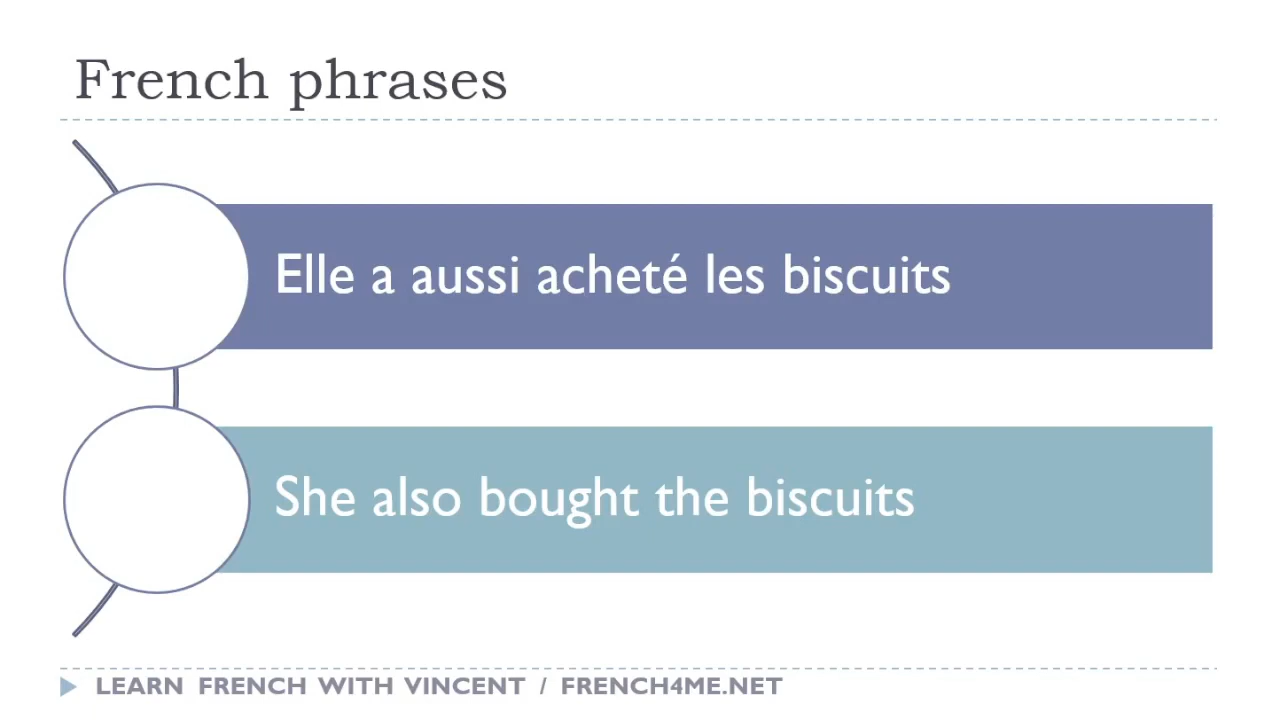 French phrases
Elle a aussi acheté les biscuits
She also bought the biscuits
LEARN FRENCH WITH VINCENT / FRENCH4ME.NET